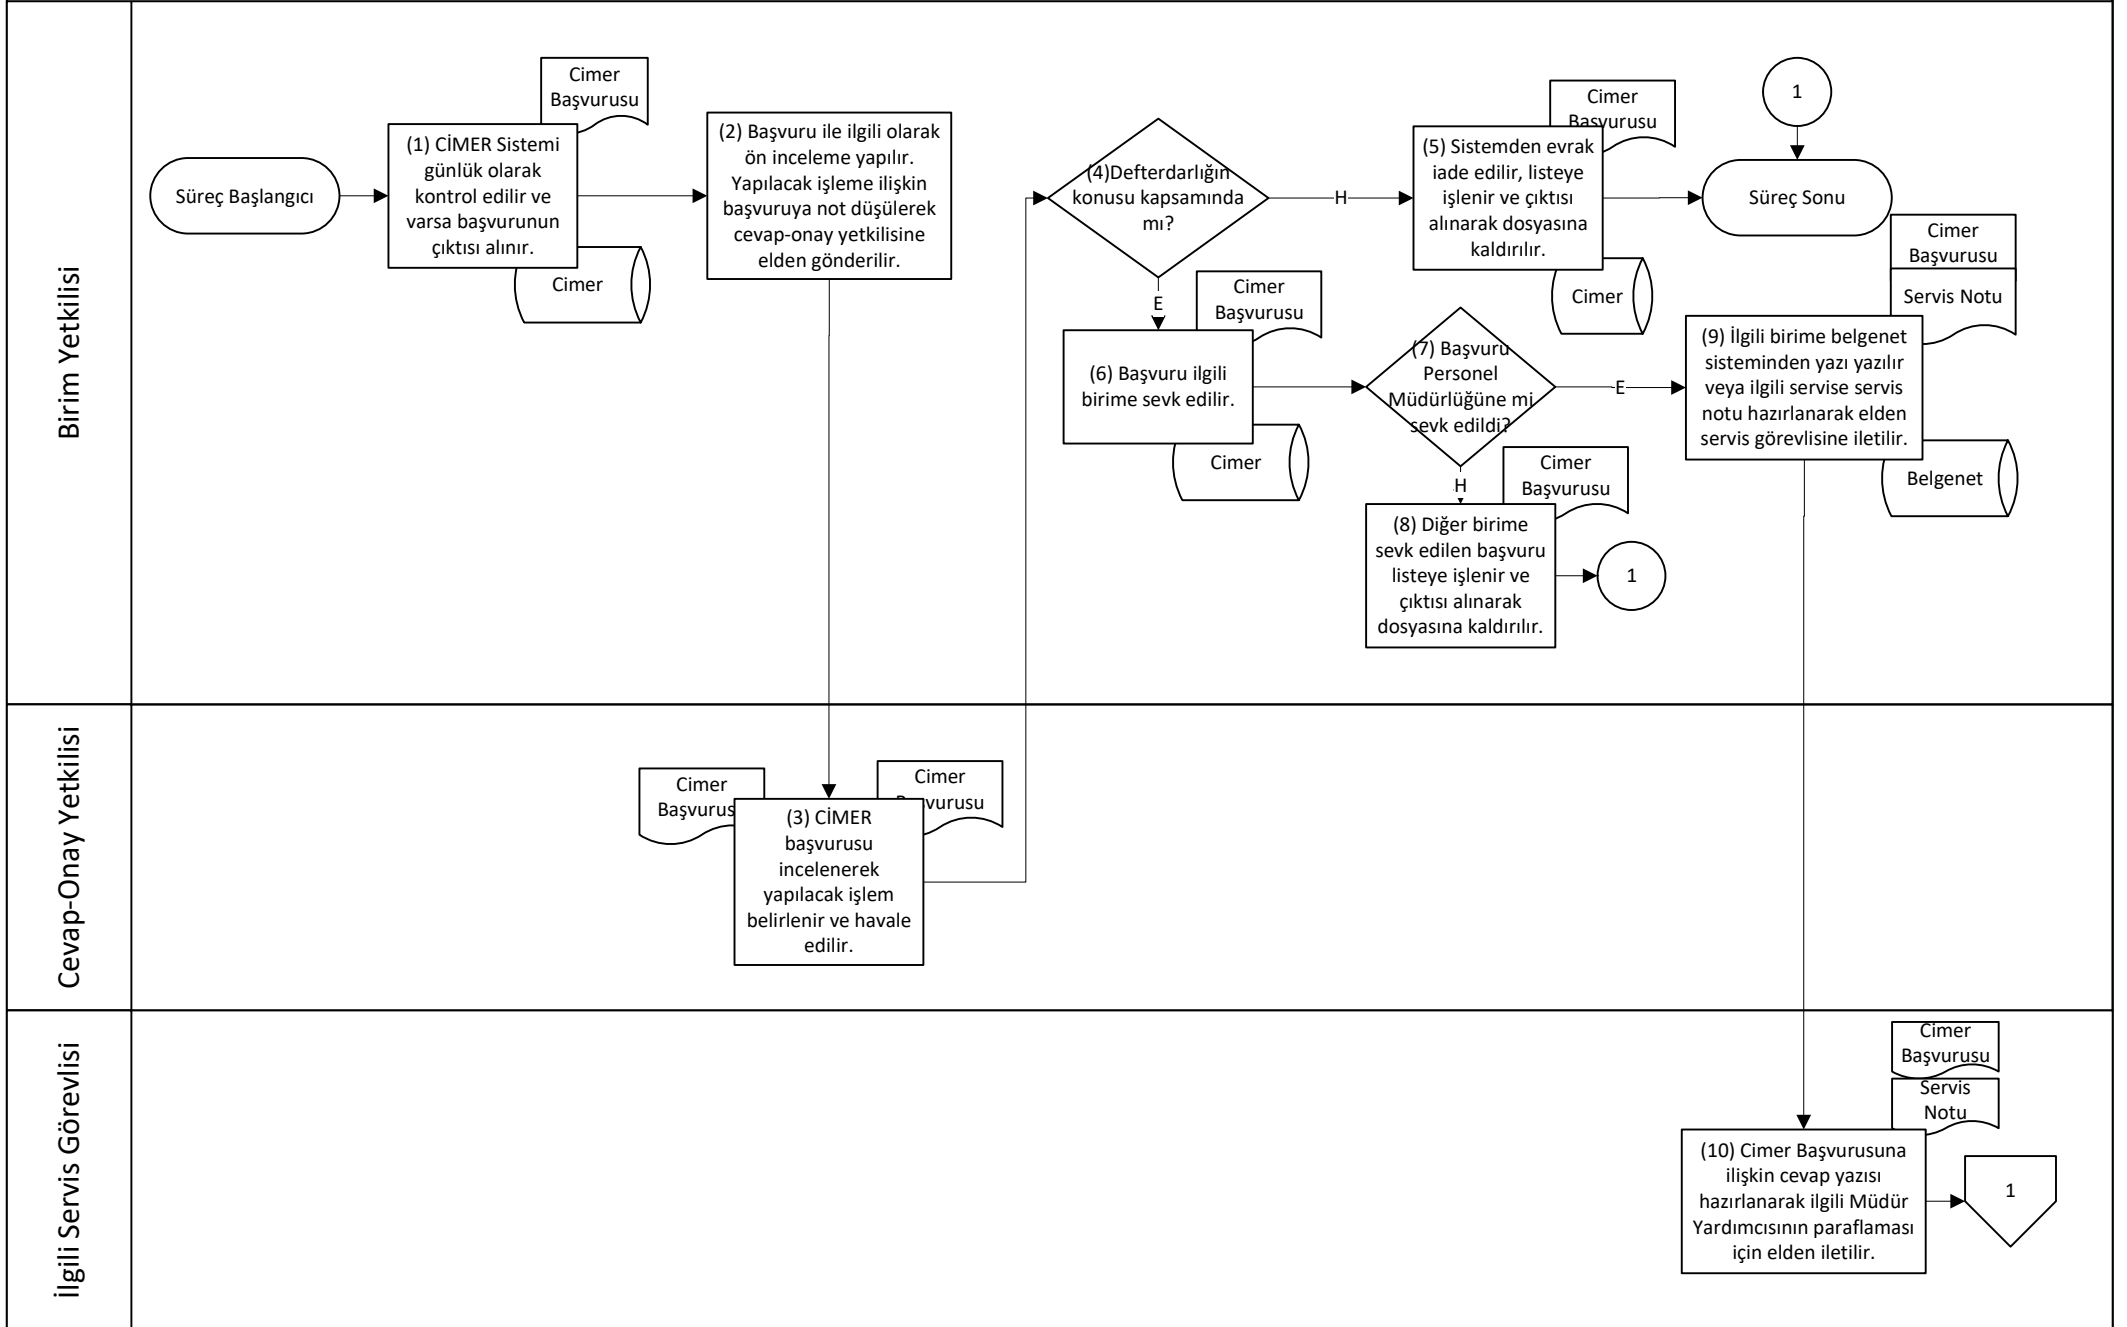 Birim Yetkilisi
Süreç Başlangıcı
Cimer
Başvurusu
(1) CİMER Sistemi
günlük olarak
kontrol edilir ve
varsa başvurunun
çıktısı alınır.
Cimer
(2) Başvuru ile ilgili olarak
ön inceleme yapılır.
Yapılacak işleme ilişkin
başvuruya not düşülerek
cevap-onay yetkilisine
elden gönderilir.
(4)Defterdarlığın
konusu kapsamında
mı?
H
E
Cimer
Başvurusu
(5) Sistemden evrak
iade edilir, listeye
işlenir ve çıktısı
alınarak dosyasına
kaldırılır.
Cimer
1
Süreç Sonu
Cimer
Başvurusu
(6) Başvuru ilgili
birime sevk edilir.
Cimer
(7) Başvuru
Personel
Müdürlüğüne mi
sevk edildi?
E
H
Cimer
Başvurusu
(8) Diğer birime
sevk edilen başvuru
listeye işlenir ve
çıktısı alınarak
dosyasına kaldırılır.
1
Cimer
Başvurusu
Servis Notu
(9) İlgili birime belgenet
sisteminden yazı yazılır
veya ilgili servise servis
notu hazırlanarak elden
servis görevlisine iletilir.
Belgenet
Cevap-Onay Yetkilisi
Cimer
Başvurus
Cimer
vurusu
(3) CİMER
başvurusu
incelenerek
yapılacak işlem
belirlenir ve havale
edilir.
İlgili Servis Görevlisi
Cimer
Başvurusu
Servis
Notu
(10) Cimer Başvurusuna
ilişkin cevap yazısı
hazırlanarak ilgili Müdür
Yardımcısının paraflaması
için elden iletilir.
1